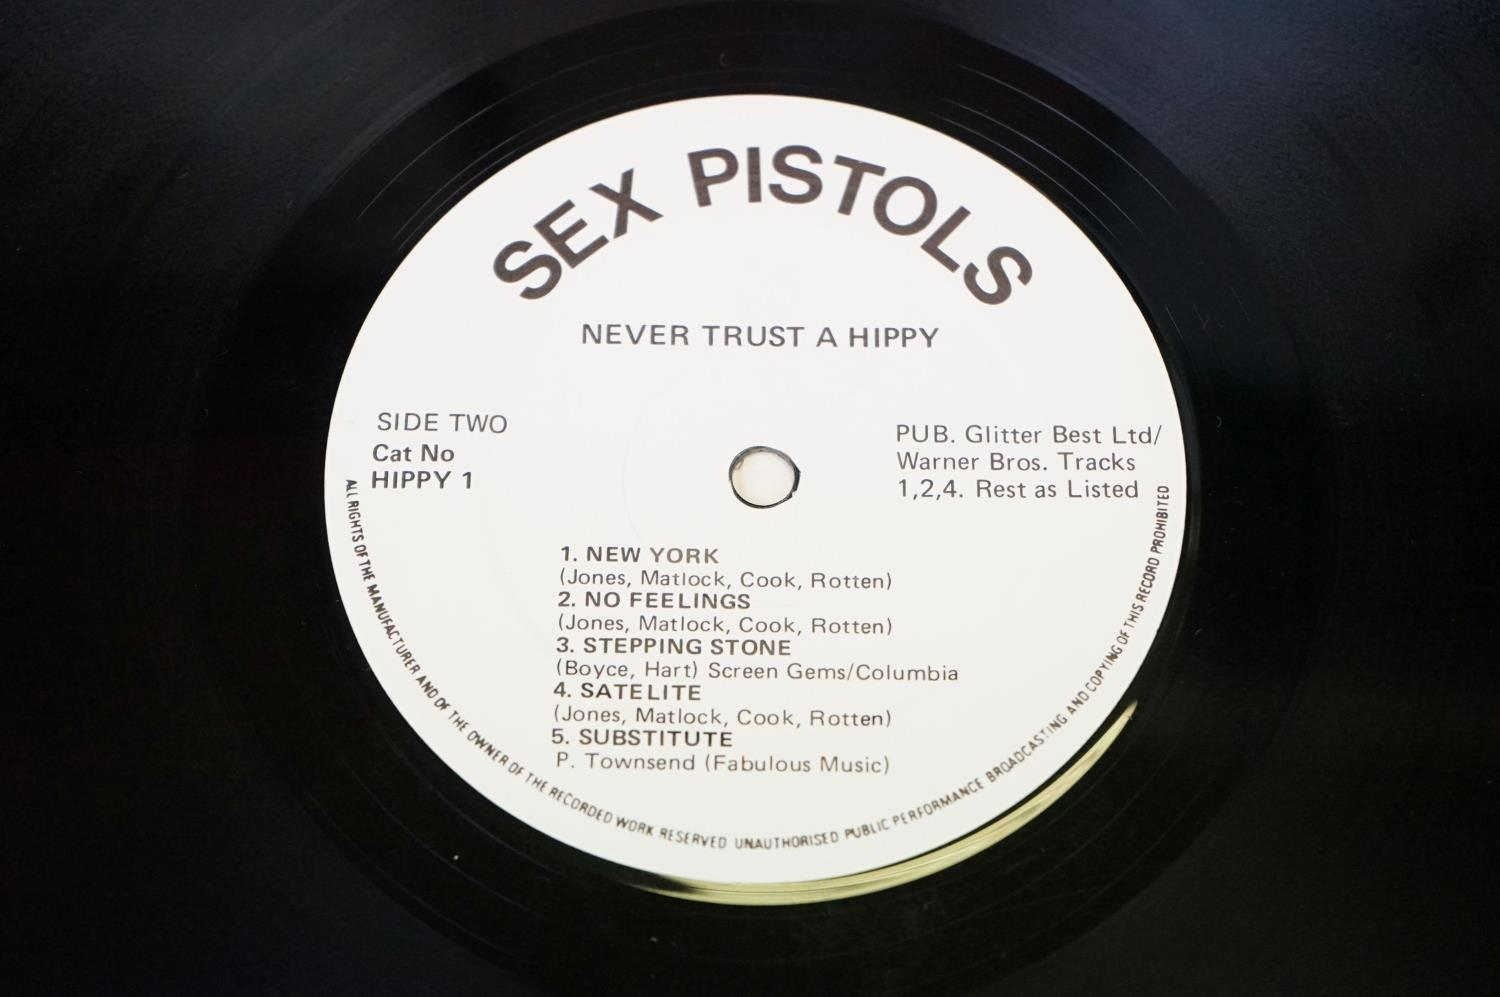 SEX PISTOLS
NEVER TRUST A HIPPY
SIDE TWO
Cat No
HIPPY 1
PUB. Glitter Best Ltd/
Warner Bros. Tracks
1,2,4. Rest as Listed
1. NEW YORK
(Jones, Matlock, Cook, Rotten)
2. NO FEELINGS
(Jones, Matlock, Cook, Rotten)
3. STEPPING STONE
(Boyce, Hart) Screen Gems/Columbia
4. SATELITE
(Jones, Matlock, Cook, Rotten)
5. SUBSTITUTE
P. Townsend (Fabulous Music)
ALL RIGHTS OF THE MANUFACTURER AND OF THE OWNER OF THE RECORDED WORK RESERVED UNAUTHORISED PUBLIC PERFORMANCE BROADCASTING AND COPYING OF THIS RECORD PROHIBITED